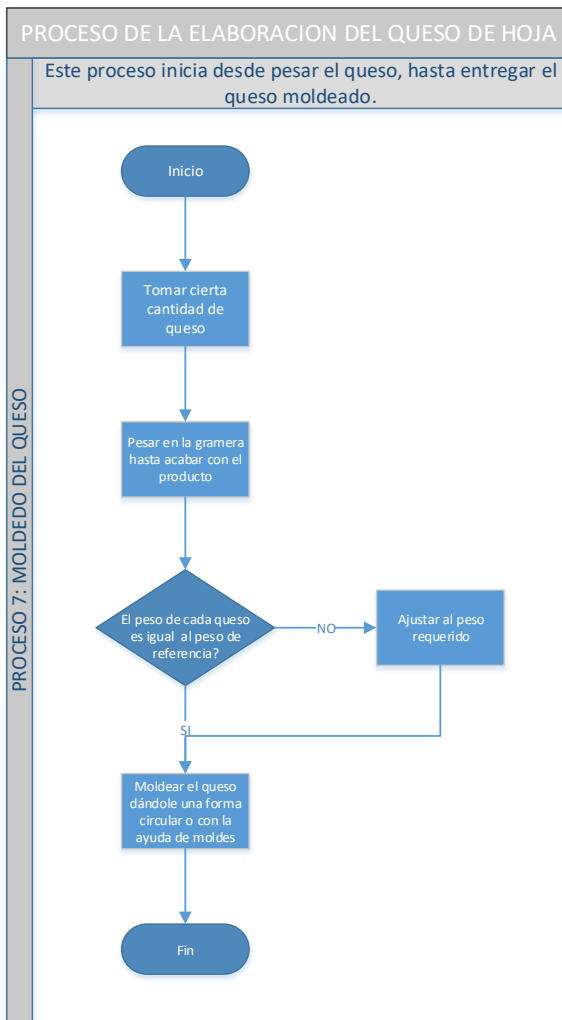 PROCESO DE LA ELABORACION DEL QUESO DE HOJA
Este proceso inicia desde pesar el queso, hasta entregar el
queso moldeado.
PROCESO 7: MOLDEDO DEL QUESO
Inicio
Tomar cierta
cantidad de
queso
Pesar en la gramera
hasta acabar con el
producto
El peso de cada queso
es igual al peso de
referencia?
NO
Ajustar al peso
requerido
SI
Moldear el queso
dándole una forma
circular o con la
ayuda de moldes
Fin